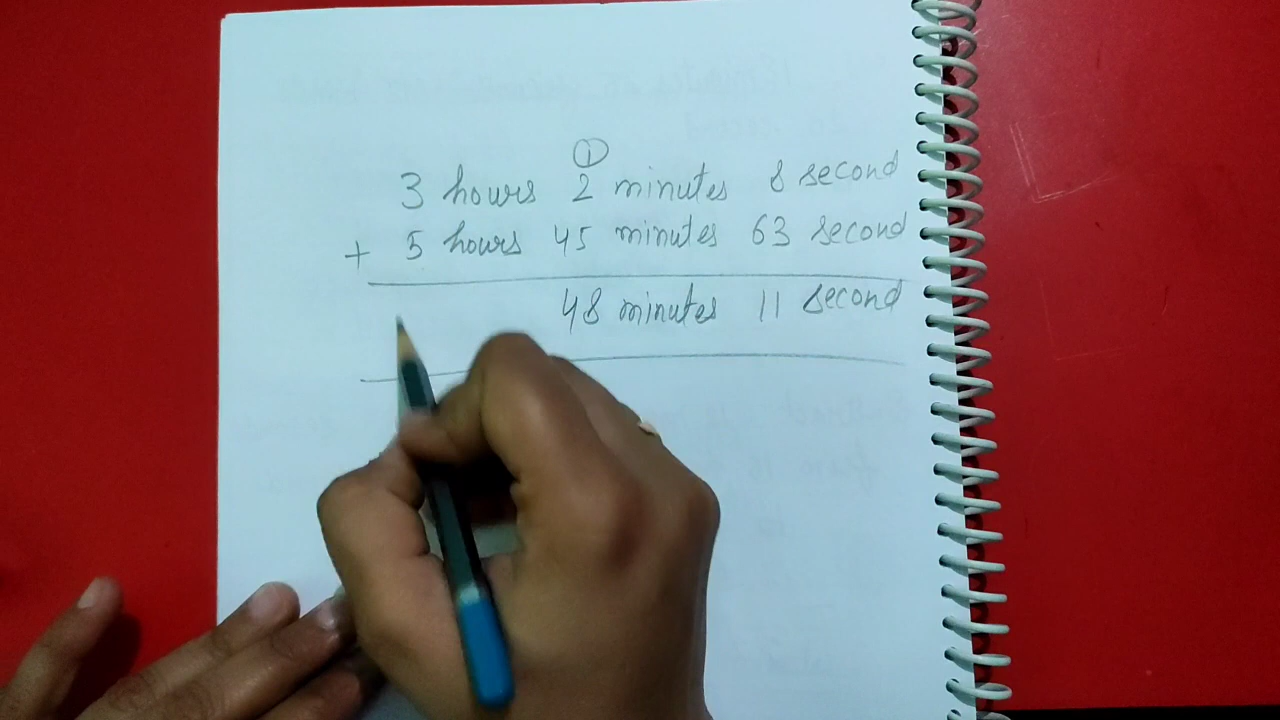 ①
3 hours 2 minutes 8 second
+ 5 hours 45 minutes 63 second
48 minutes 11 second